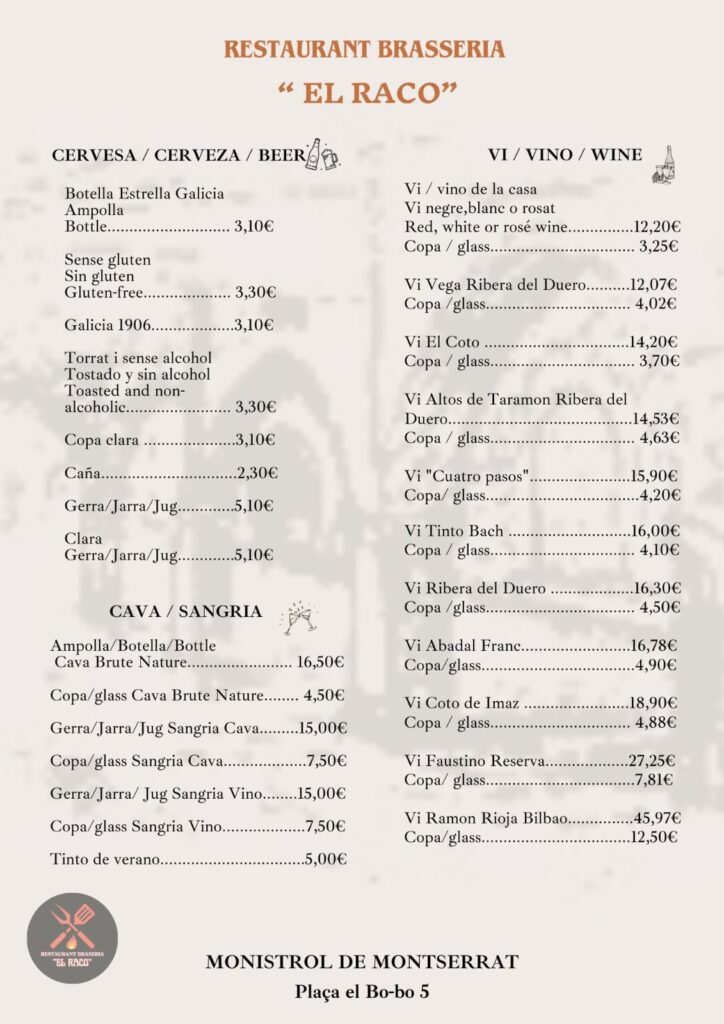 RESTAURANT BRASSERIA
“ EL RACO”
CERVESA / CERVEZA / BEER
Botella Estrella Galicia
Ampolla
Bottle............................ 3,10€
Sense gluten
Sin gluten
Gluten-free.................... 3,30€
Galicia 1906...................3,10€
Torrat i sense alcohol
Tostado y sin alcohol
Toasted and non-
alcoholic........................ 3,30€
Copa clara .....................3,10€
Caña...............................2,30€
Gerra/Jarra/Jug.............5,10€
Clara
Gerra/Jarra/Jug.............5,10€
CAVA / SANGRIA
Ampolla/Botella/Bottle
Cava Brute Nature........................ 16,50€
Copa/glass Cava Brute Nature........ 4,50€
Gerra/Jarra/Jug Sangria Cava.........15,00€
Copa/glass Sangria Cava...................7,50€
Gerra/Jarra/ Jug Sangria Vino........15,00€
Copa/glass Sangria Vino...................7,50€
Tinto de verano.................................5,00€
VI / VINO / WINE
Vi / vino de la casa
Vi negre,blanc o rosat
Red, white or rosé wine...............12,20€
Copa / glass................................. 3,25€
Vi Vega Ribera del Duero..........12,07€
Copa /glass................................. 4,02€
Vi El Coto .................................14,20€
Copa / glass................................. 3,70€
Vi Altos de Taramon Ribera del
Duero..........................................14,53€
Copa / glass................................. 4,63€
Vi "Cuatro pasos".......................15,90€
Copa/ glass...................................4,20€
Vi Tinto Bach ............................16,00€
Copa / glass................................. 4,10€
Vi Ribera del Duero ...................16,30€
Copa /glass.................................. 4,50€
Vi Abadal Franc.........................16,78€
Copa/glass...................................4,90€
Vi Coto de Imaz ........................18,90€
Copa / glass................................. 4,88€
Vi Faustino Reserva...................27,25€
Copa/ glass..................................7,81€
Vi Ramon Rioja Bilbao...............45,97€
Copa/glass..................................12,50€
RESTAURANT BRASERIA
"EL RACO"
MONISTROL DE MONTSERRAT
Plaça el Bo-bo 5